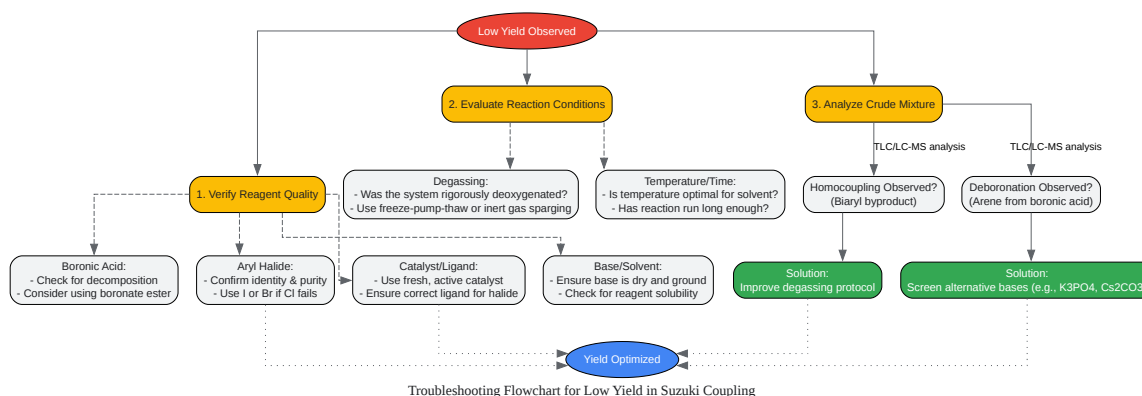 Low Yield Observed
2. Evaluate Reaction Conditions
3. Analyze Crude Mixture
TLC/LC-MS analysis
TLC/LC-MS analysis
1. Verify Reagent Quality
Degassing:
- Was the system rigorously deoxygenated?
- Use freeze-pump-thaw or inert gas sparging
Temperature/Time:
- Is temperature optimal for solvent?
- Has reaction run long enough?
Homocoupling Observed?
(Biaryl byproduct)
Deboronation Observed?
(Arene from boronic acid)
Boronic Acid:
- Check for decomposition
- Consider using boronate ester
Aryl Halide:
- Confirm identity & purity
- Use I or Br if Cl fails
Catalyst/Ligand:
- Use fresh, active catalyst
- Ensure correct ligand for halide
Base/Solvent:
- Ensure base is dry and ground
- Check for reagent solubility
Solution:
Improve degassing protocol
Solution:
Screen alternative bases (e.g., K3PO4, Cs2CO3
Yield Optimized
Troubleshooting Flowchart for Low Yield in Suzuki Coupling